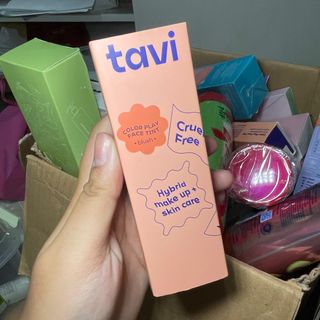 tavi
COLOR PLAY
FACE TINT
• blush •
Cruelty
Free
Hybrid
make up +
skin care